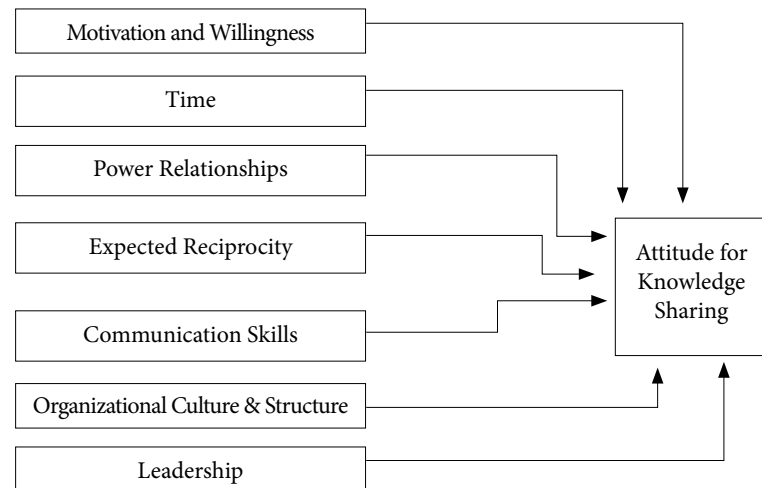 Motivation and Willingness
Time
Power Relationships
Expected Reciprocity
Communication Skills
Organizational Culture & Structure
Leadership
Attitude for
Knowledge
Sharing